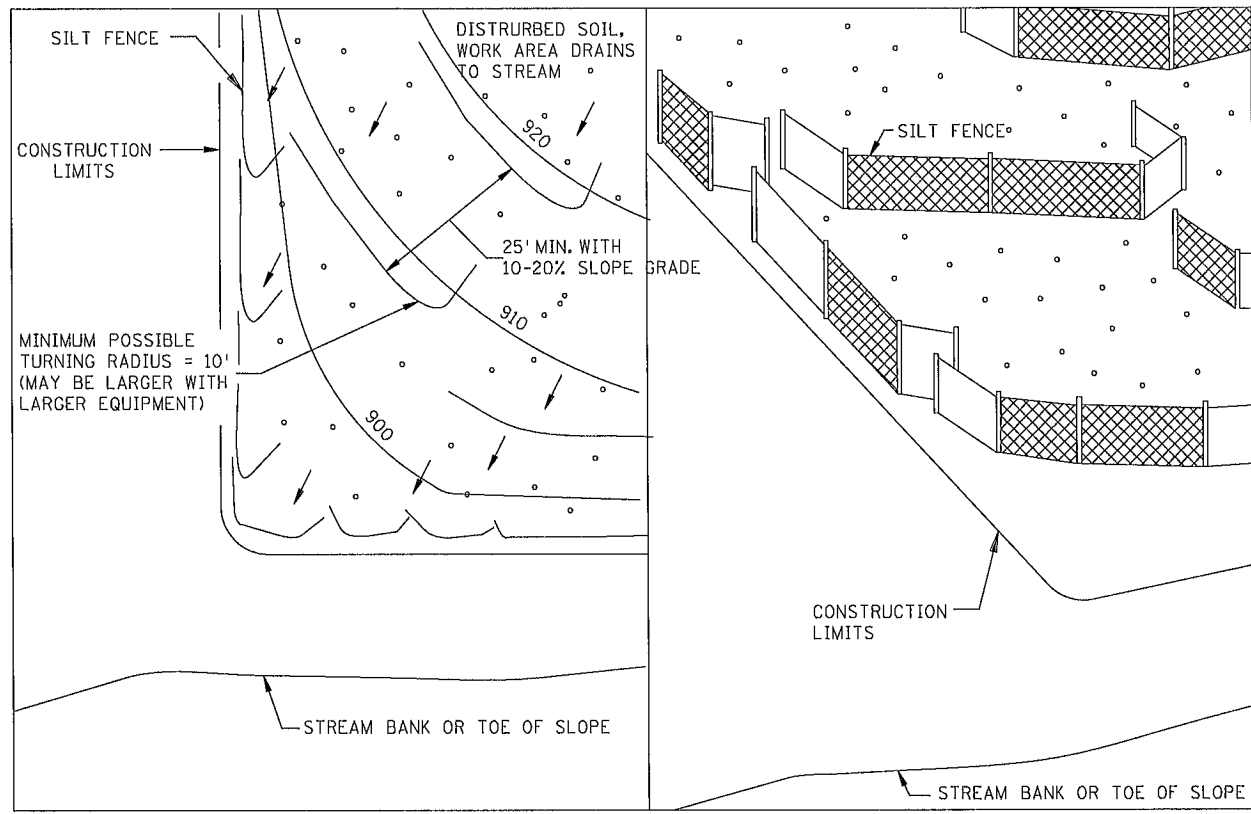 SILT FENCE
DISTRURBED SOIL,
WORK AREA DRAINS
TO STREAM
920
CONSTRUCTION
LIMITS
25' MIN. WITH
10-20% SLOPE GRADE
910
MINIMUM POSSIBLE
TURNING RADIUS = 10'
(MAY BE LARGER WITH
LARGER EQUIPMENT)
900
STREAM BANK OR TOE OF SLOPE
SILT FENCE
CONSTRUCTION
LIMITS
STREAM BANK OR TOE OF SLOPE